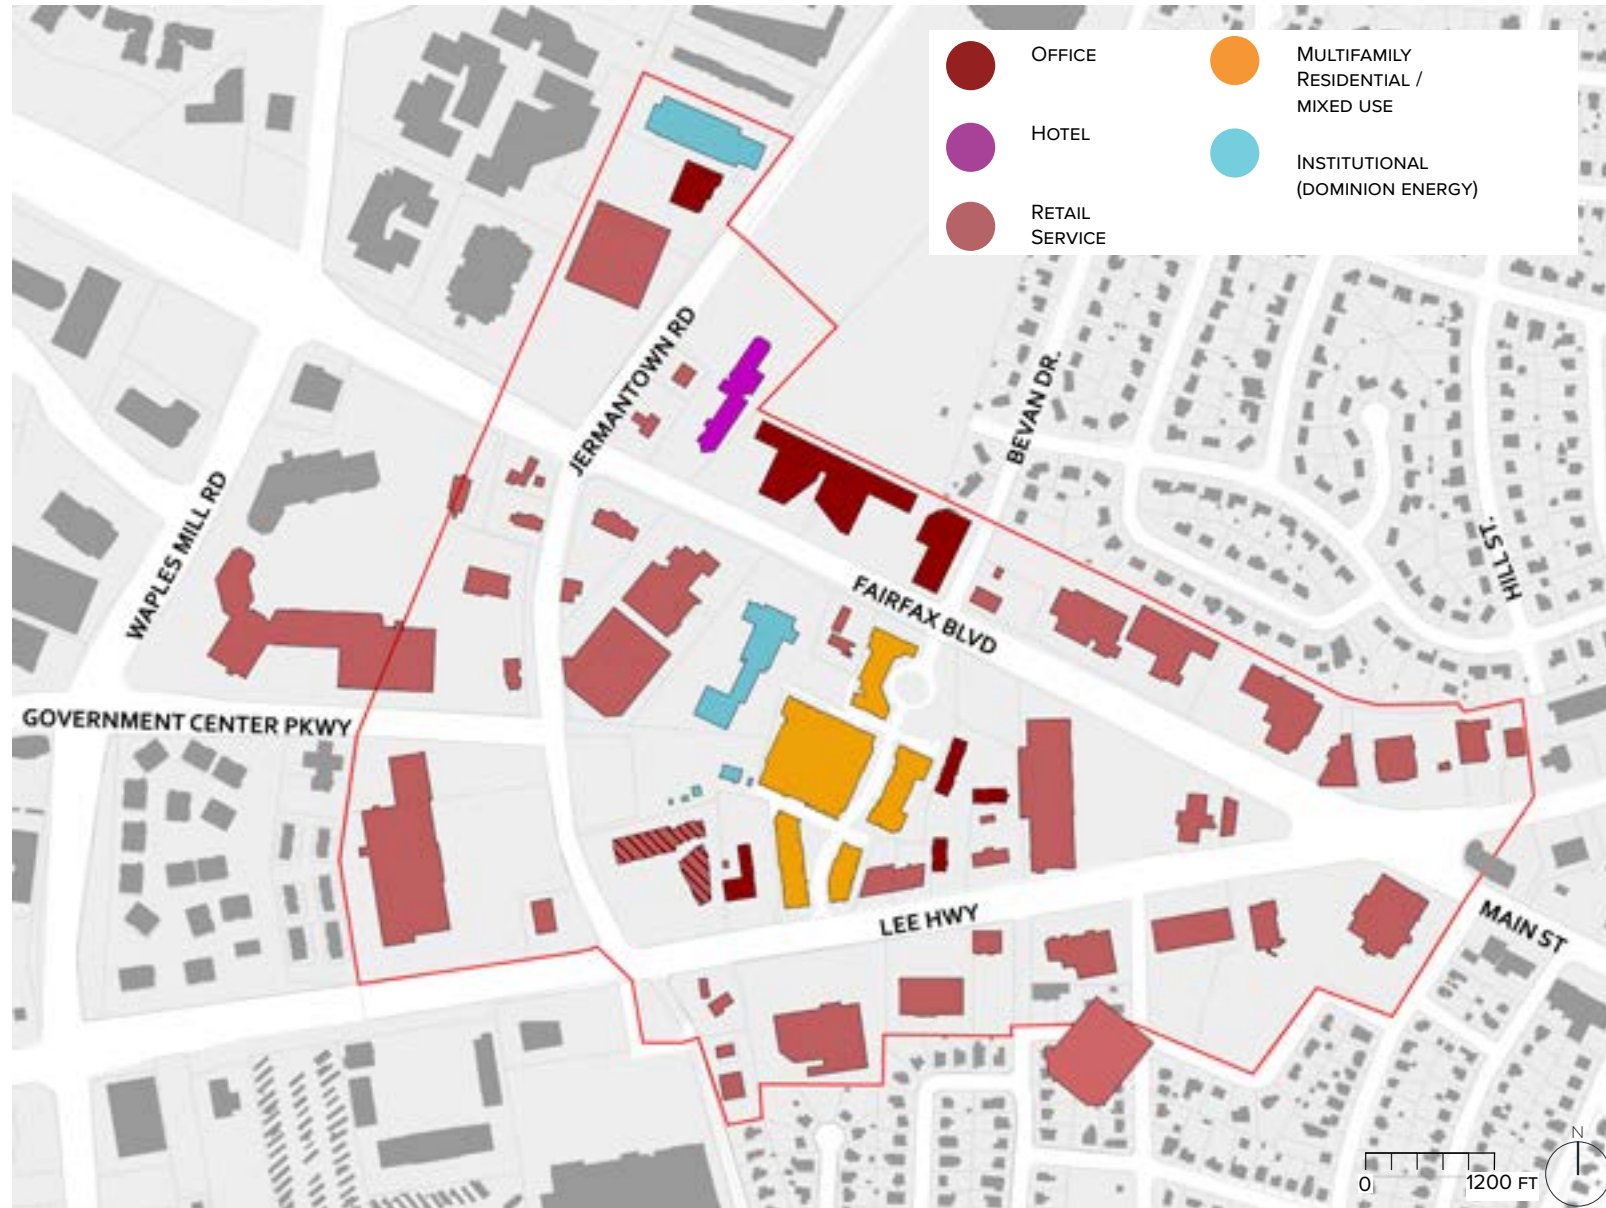 OFFICE
HOTEL
RETAIL
SERVICE
MULTIFAMILY
RESIDENTIAL /
MIXED USE
INSTITUTIONAL
(DOMINION ENERGY)
JERMANTOWN RD
BEVAN DR.
HILL ST.
WAPLES MILL RD
FAIRFAX BLVD
GOVERNMENT CENTER PKWY
LEE HWY
MAIN ST
N
0
1200 FT